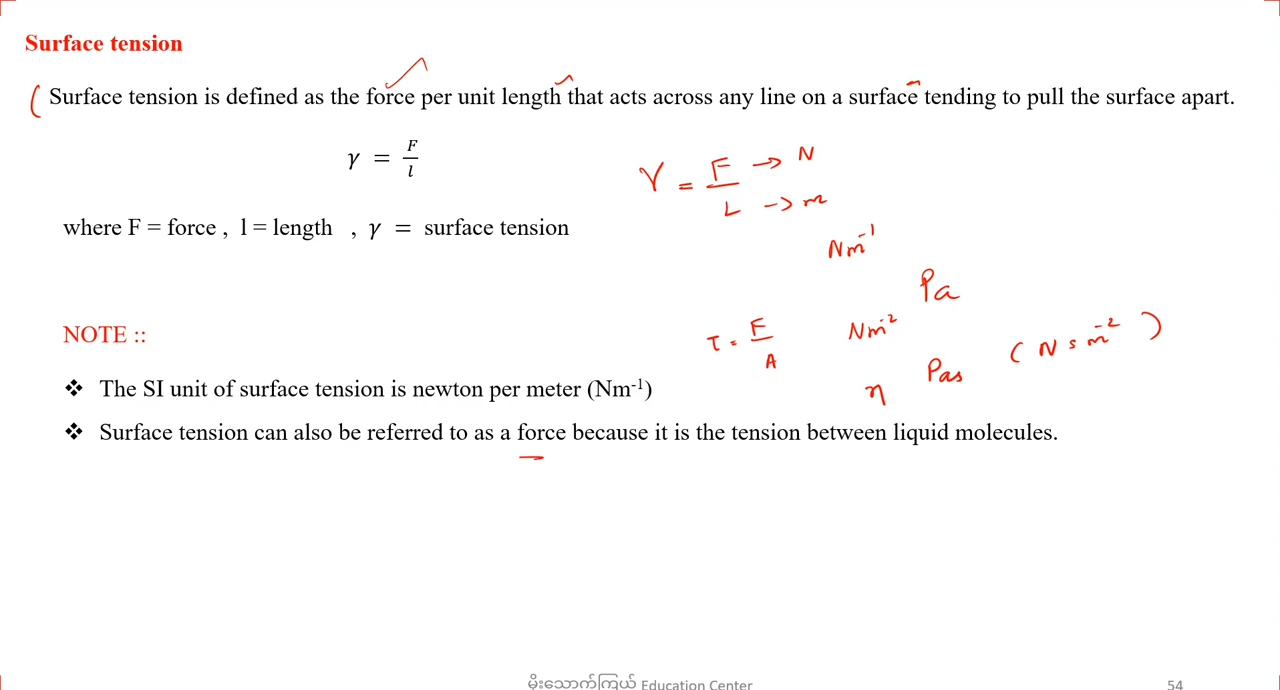 Surface tension
( Surface tension is defined as the force per unit length that acts across any line on a surface tending to pull the surface apart.
γ = F/l
γ = F/L → N
→ m
where F = force , l = length , γ = surface tension
Nm⁻¹
Pa
NOTE ::
τ = F/A
Nm⁻²
Pas
( N s m⁻² )
η
❖ The SI unit of surface tension is newton per meter (Nm⁻¹)
❖ Surface tension can also be referred to as a force because it is the tension between liquid molecules.
မိုးသောက်ကြယ် Education Center
54